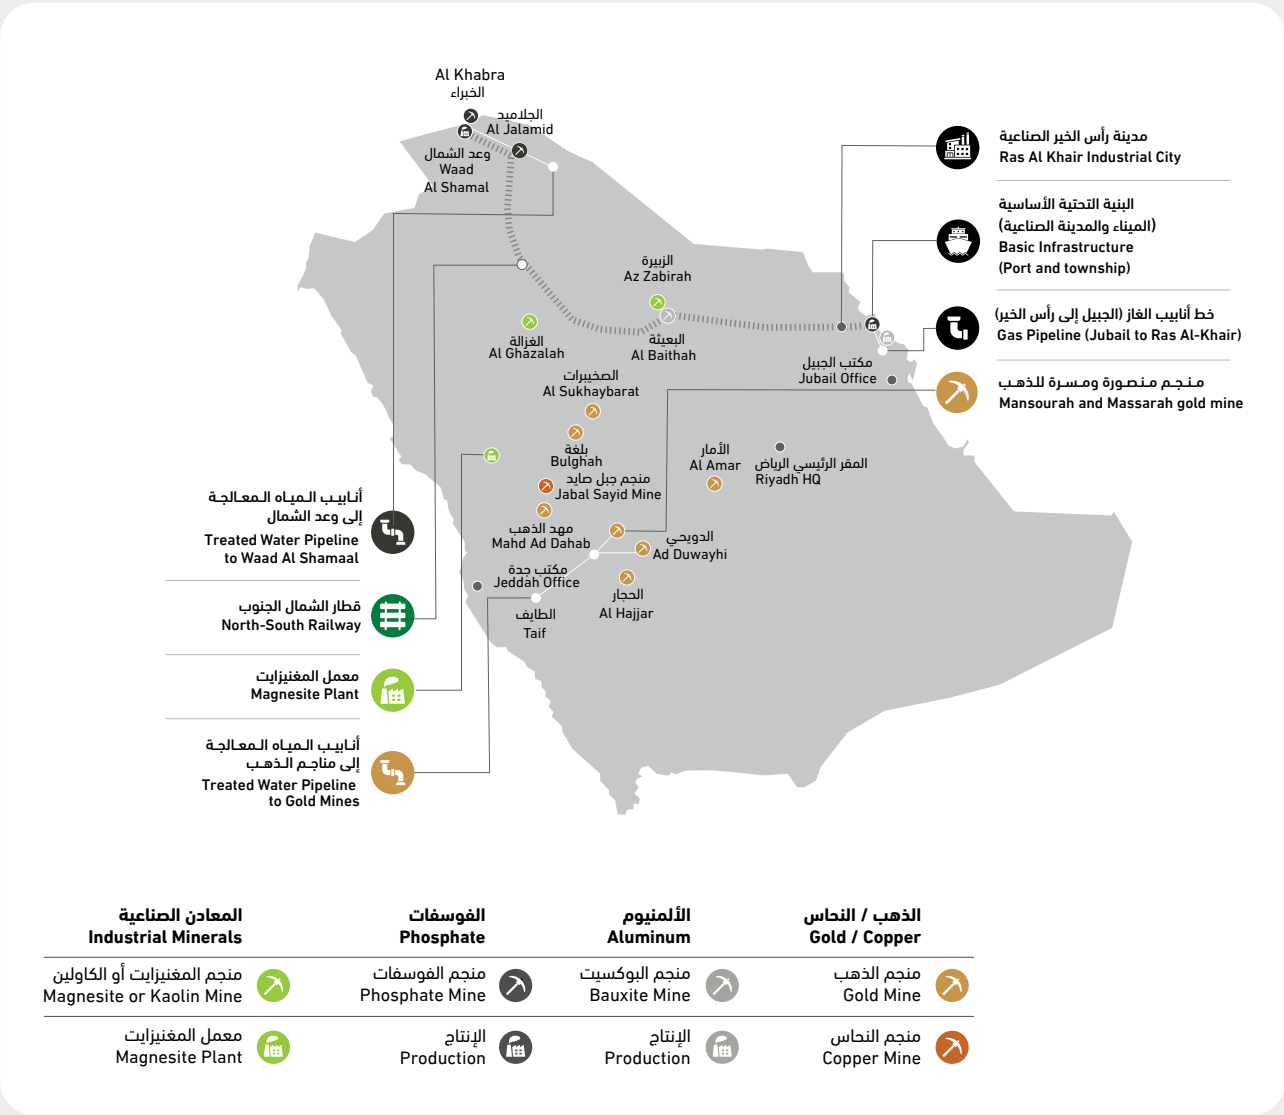 Al Khabra
الخبراء
الجلاميد
Al Jalamid
وعد الشمال
Waad
Al Shamal
الزبيرة
Az Zabirah
الغزالة
Al Ghazalah
البعيثة
Al Baithah
مكتب الجبيل
Jubail Office
الصخيبرات
Al Sukhaybarat
بلغة
Bulghah
الأمار
Al Amar
المقر الرئيسي الرياض
Riyadh HQ
منجم جبل صايد
Jabal Sayid Mine
مهد الذهب
Mahd Ad Dahab
الدويحي
Ad Duwayhi
مكتب جدة
Jeddah Office
الحجار
Al Hajjar
الطايف
Taif
مدينة رأس الخير الصناعية
Ras Al Khair Industrial City
البنية التحتية الأساسية
(الميناء والمدينة الصناعية)
Basic Infrastructure
(Port and township)
خط أنابيب الغاز (الجبيل إلى رأس الخير)
Gas Pipeline (Jubail to Ras Al-Khair)
منجم منصورة ومسرة للذهب
Mansourah and Massarah gold mine
أنابيب المياه المعالجة
إلى وعد الشمال
Treated Water Pipeline
to Waad Al Shamaal
قطار الشمال الجنوب
North-South Railway
معمل المغنيزايت
Magnesite Plant
أنابيب المياه المعالجة
إلى مناجم الذهب
Treated Water Pipeline
to Gold Mines
المعادن الصناعية
Industrial Minerals
منجم المغنيزايت أو الكاولين
Magnesite or Kaolin Mine
معمل المغنيزايت
Magnesite Plant
الفوسفات
Phosphate
منجم الفوسفات
Phosphate Mine
الإنتاج
Production
الألمنيوم
Aluminum
منجم البوكسيت
Bauxite Mine
الإنتاج
Production
الذهب / النحاس
Gold / Copper
منجم الذهب
Gold Mine
منجم النحاس
Copper Mine